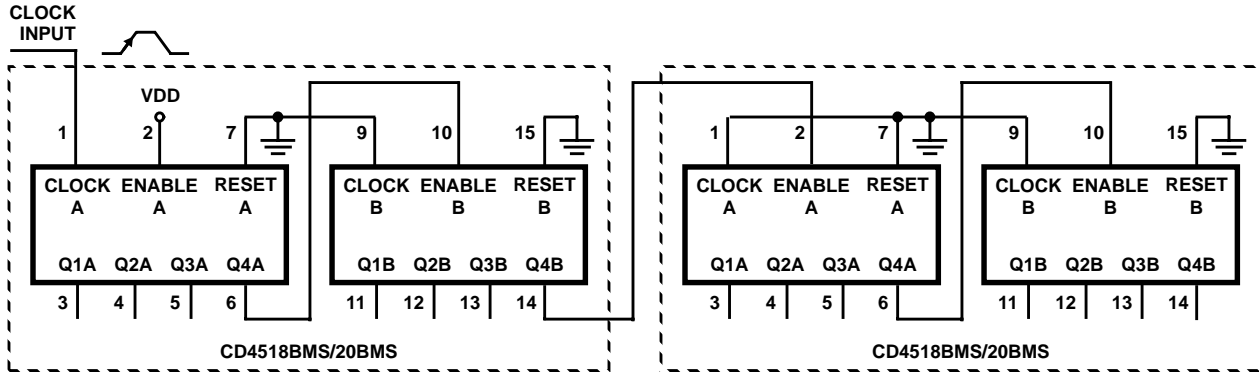 CLOCK
INPUT
VDD
1 2 7 9 10 15 1 2 7 9 10 15
CLOCK ENABLE RESET CLOCK ENABLE RESET CLOCK ENABLE RESET CLOCK ENABLE RESET
A A A B B B A A A B B B
Q1A Q2A Q3A Q4A Q1B Q2B Q3B Q4B Q1A Q2A Q3A Q4A Q1B Q2B Q3B Q4B
3 4 5 6 11 12 13 14 3 4 5 6 11 12 13 14
CD4518BMS/20BMS CD4518BMS/20BMS